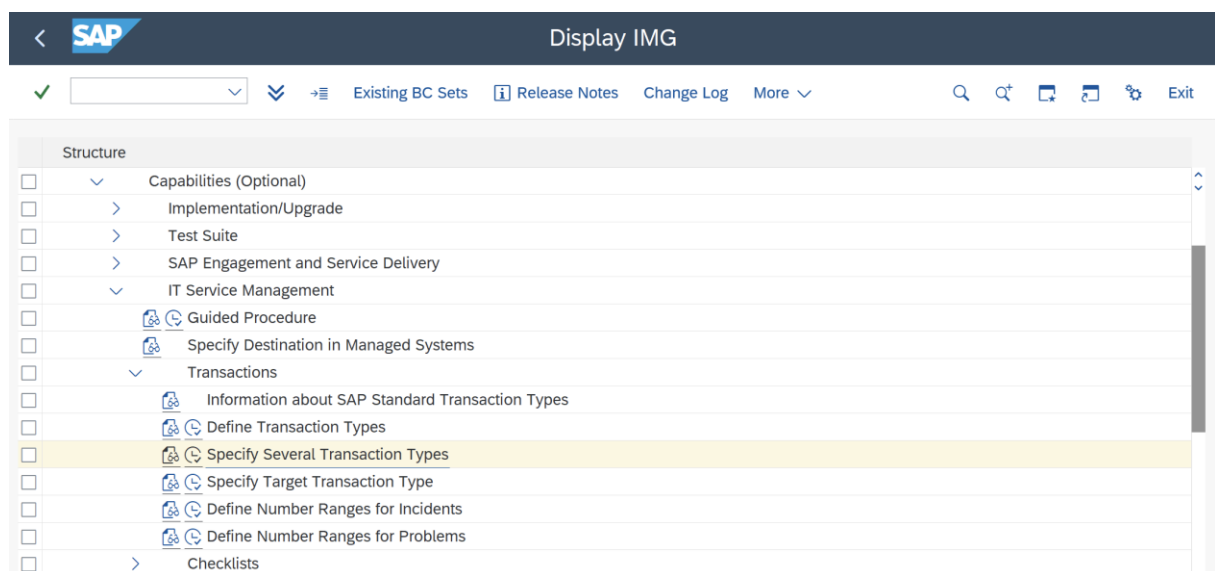 SAP
Display IMG
Existing BC Sets Release Notes Change Log More Exit
Structure
Capabilities (Optional)
Implementation/Upgrade
Test Suite
SAP Engagement and Service Delivery
IT Service Management
Guided Procedure
Specify Destination in Managed Systems
Transactions
Information about SAP Standard Transaction Types
Define Transaction Types
Specify Several Transaction Types
Specify Target Transaction Type
Define Number Ranges for Incidents
Define Number Ranges for Problems
Checklists